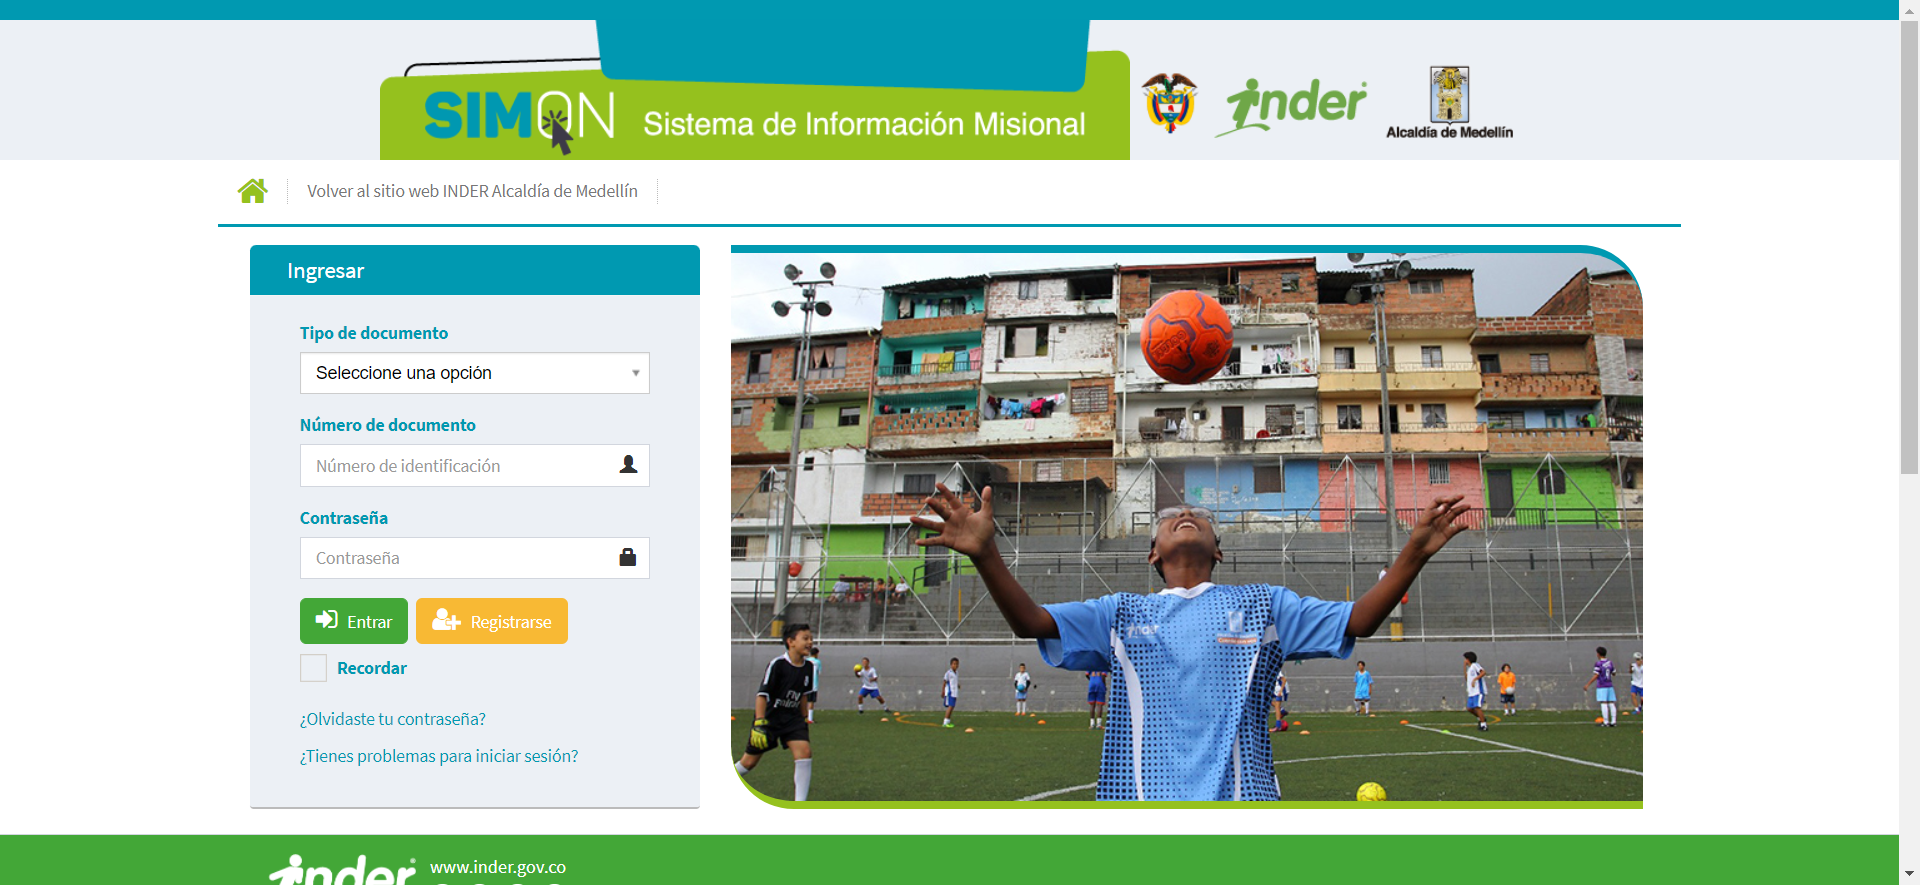 SIMON Sistema de Información Misional
inder
Alcaldía de Medellín
Volver al sitio web INDER Alcaldía de Medellín
Ingresar
Tipo de documento
Seleccione una opción
Número de documento
Número de identificación
Contraseña
Contraseña
Entrar
Registrarse
Recordar
¿Olvidaste tu contraseña?
¿Tienes problemas para iniciar sesión?
inder
inder
www.inder.gov.co